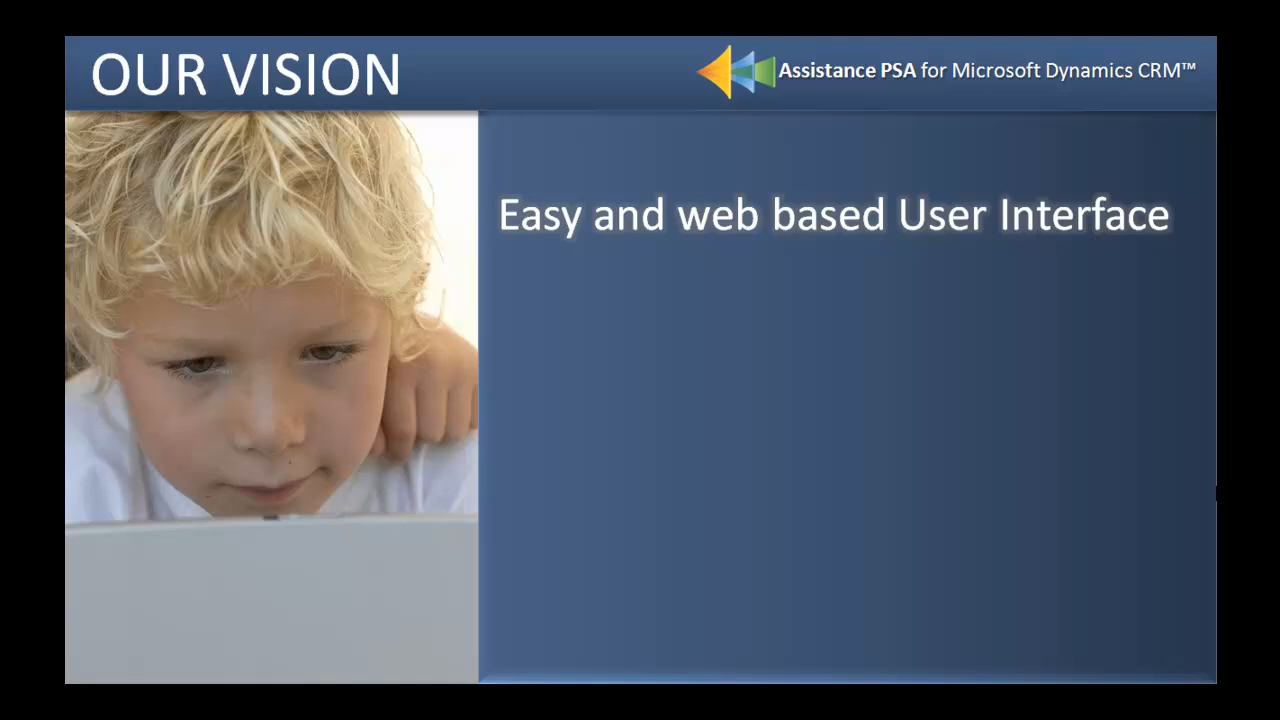 OUR VISION
Assistance PSA for Microsoft Dynamics CRM™
Easy and web based User Interface